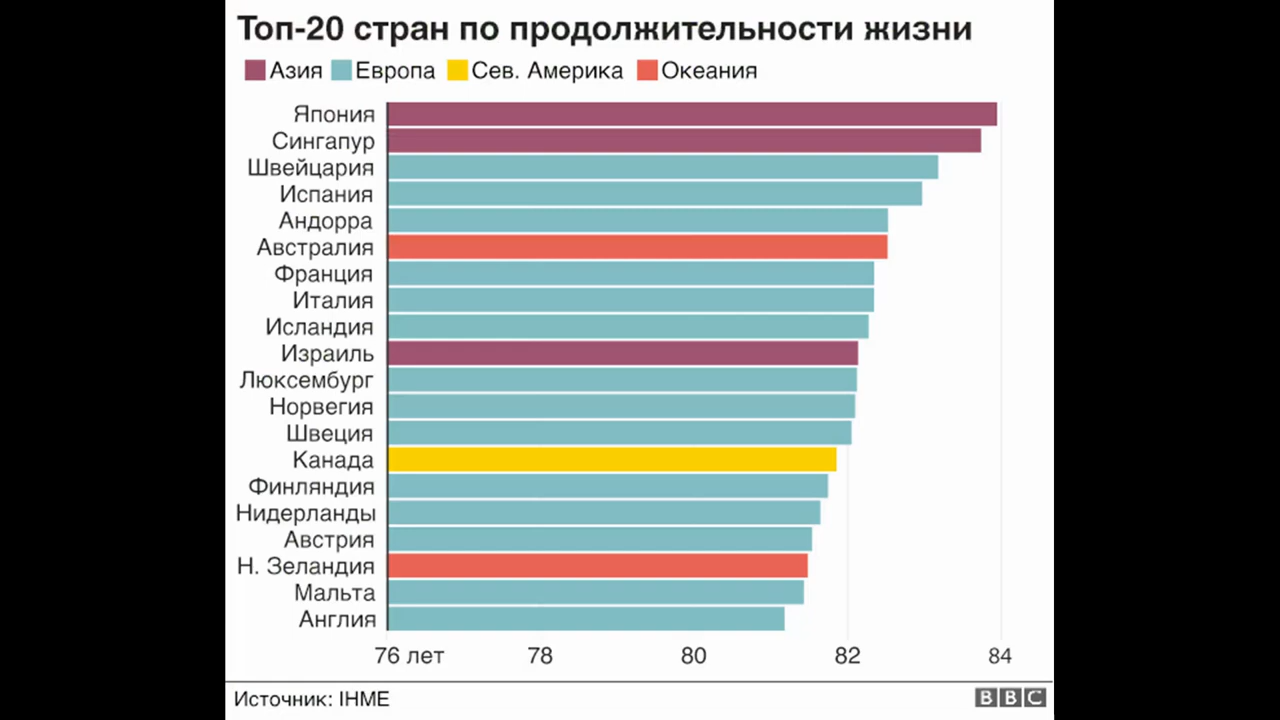 Топ-20 стран по продолжительности жизни
Азия Европа Сев. Америка Океания
Япония
Сингапур
Швейцария
Испания
Андорра
Австралия
Франция
Италия
Исландия
Израиль
Люксембург
Норвегия
Швеция
Канада
Финляндия
Нидерланды
Австрия
Н. Зеландия
Мальта
Англия
76 лет 78 80 82 84
Источник: IHME BBC